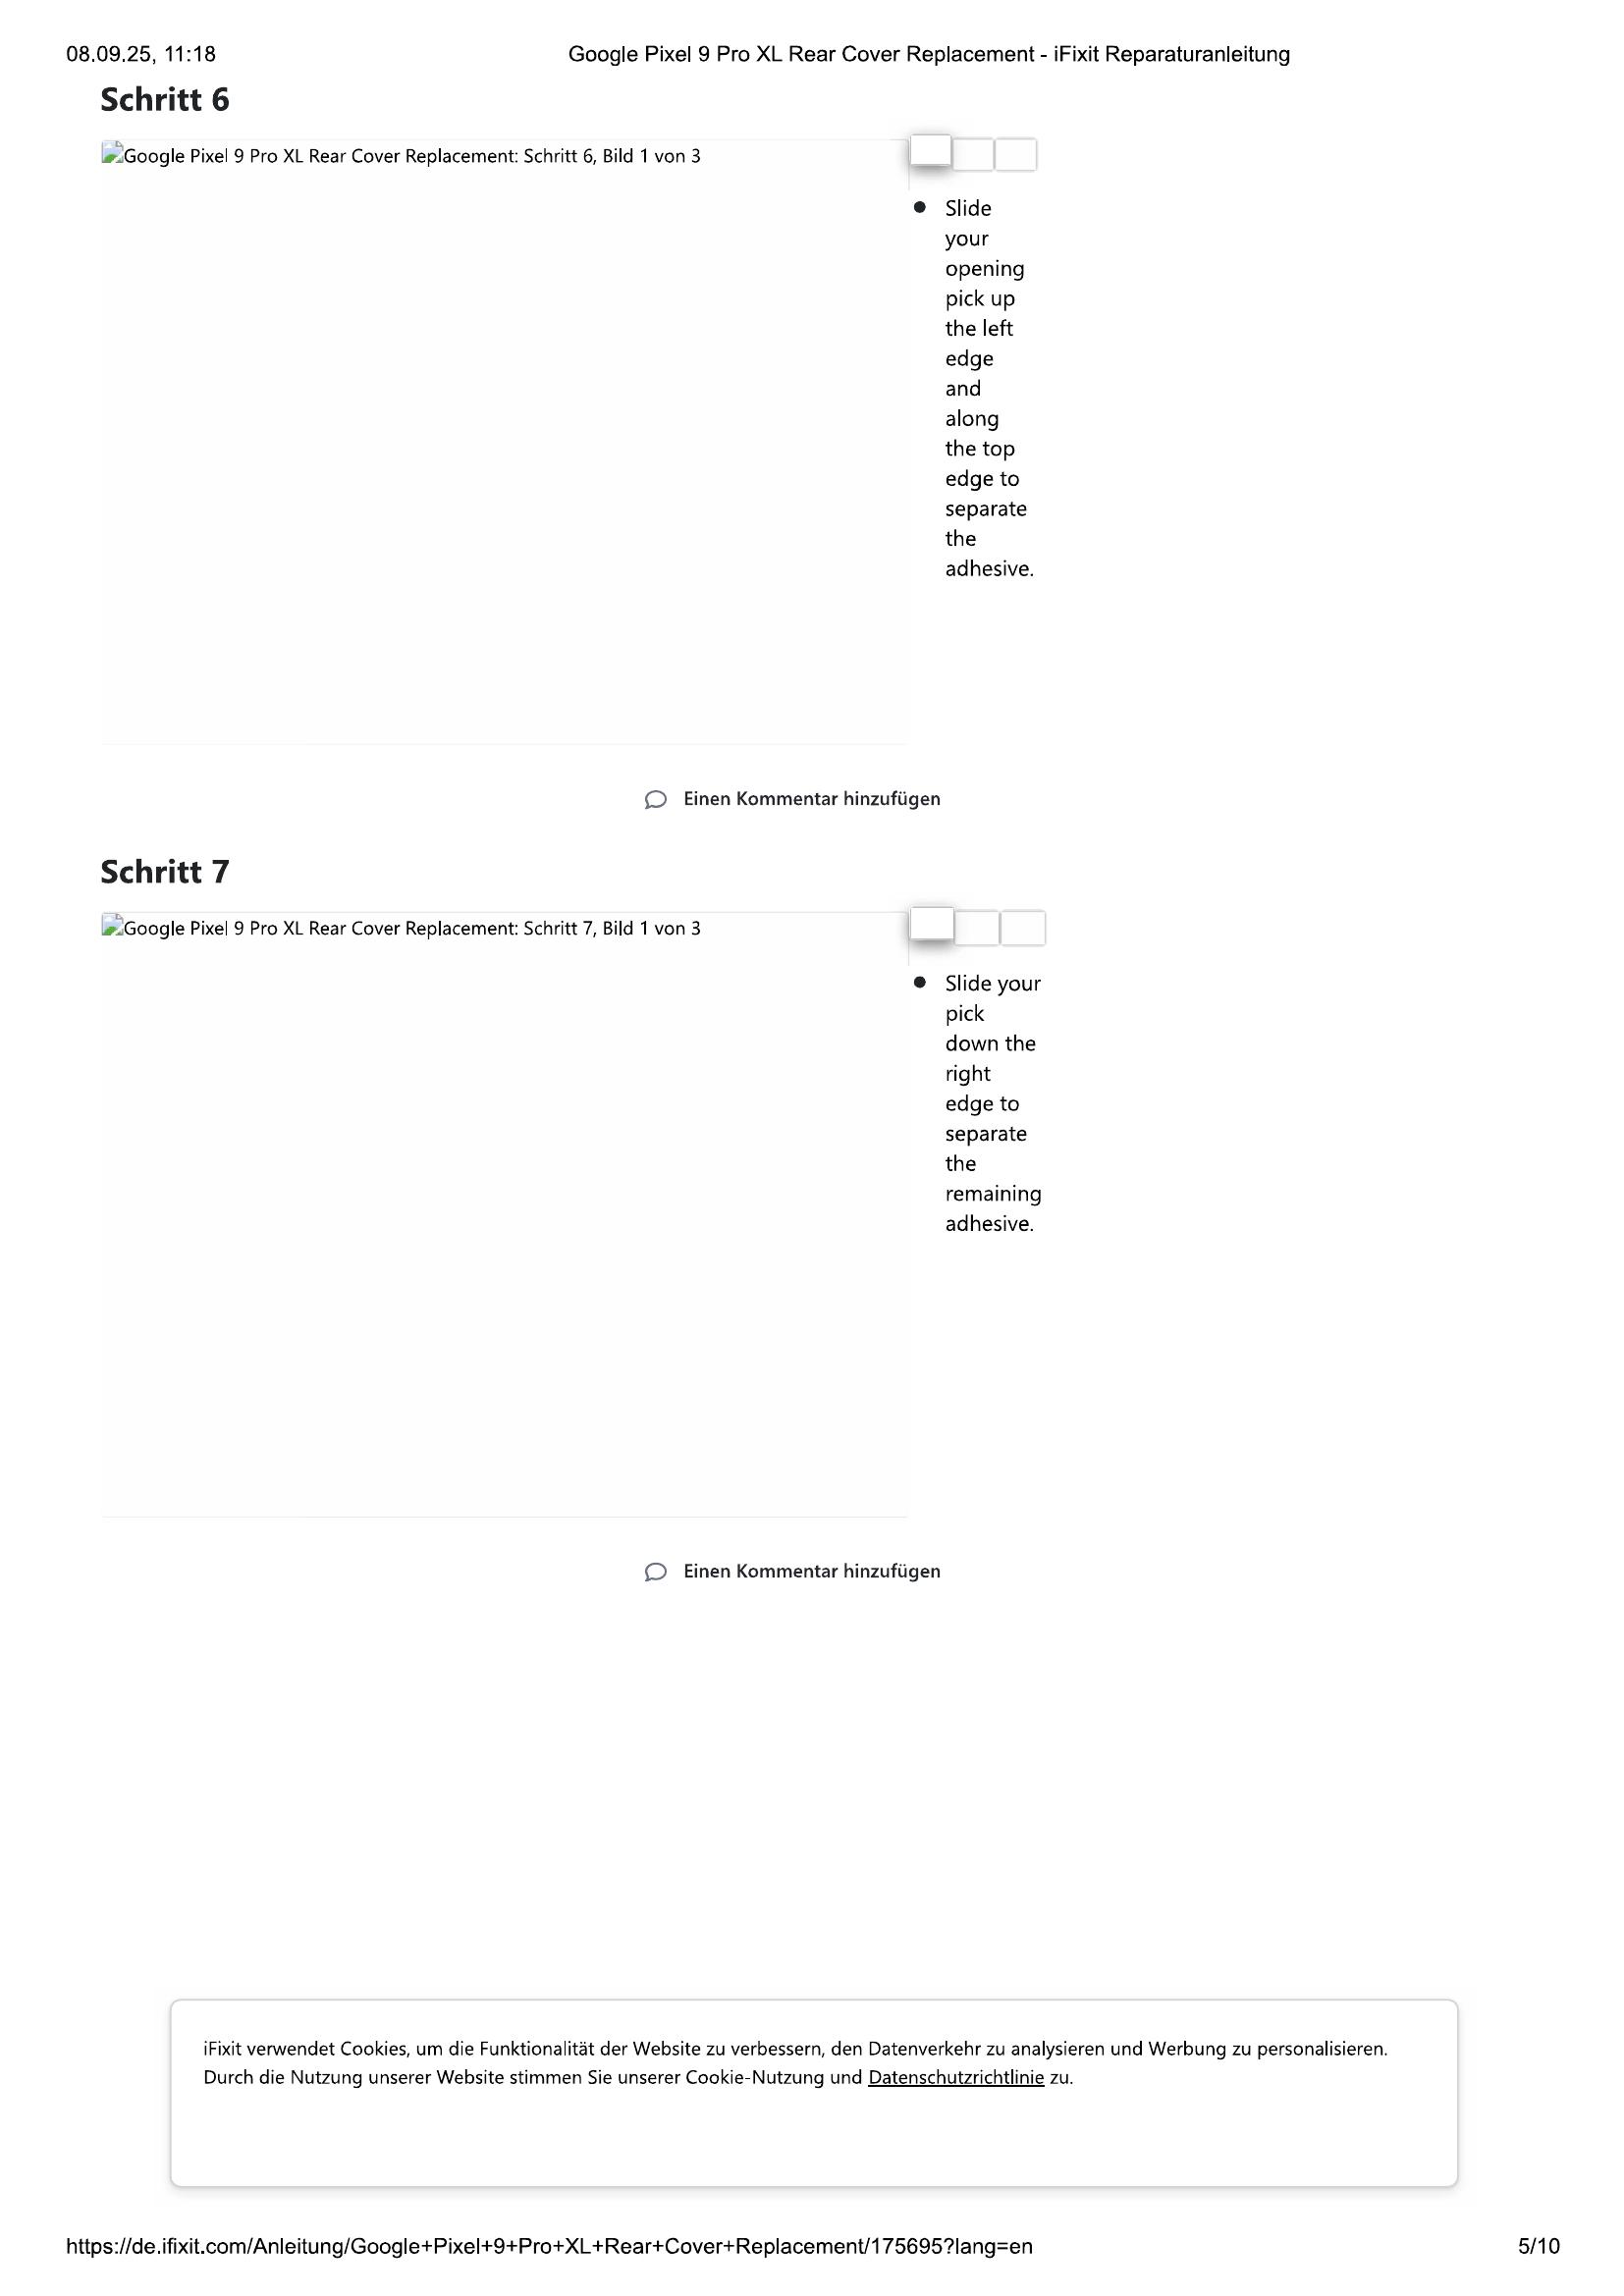 08.09.25, 11:18
Google Pixel 9 Pro XL Rear Cover Replacement - iFixit Reparaturanleitung
Schritt 6
Google Pixel 9 Pro XL Rear Cover Replacement: Schritt 6, Bild 1 von 3
Slide
your
opening
pick up
the left
edge
and
along
the top
edge to
separate
the
adhesive.
Einen Kommentar hinzufügen
Schritt 7
Google Pixel 9 Pro XL Rear Cover Replacement: Schritt 7, Bild 1 von 3
Slide your
pick
down the
right
edge to
separate
the
remaining
adhesive.
Einen Kommentar hinzufügen
iFixit verwendet Cookies, um die Funktionalität der Website zu verbessern, den Datenverkehr zu analysieren und Werbung zu personalisieren.
Durch die Nutzung unserer Website stimmen Sie unserer Cookie-Nutzung und Datenschutzrichtlinie zu.
https://de.ifixit.com/Anleitung/Google+Pixel+9+Pro+XL+Rear+Cover+Replacement/175695?lang=en
5/10